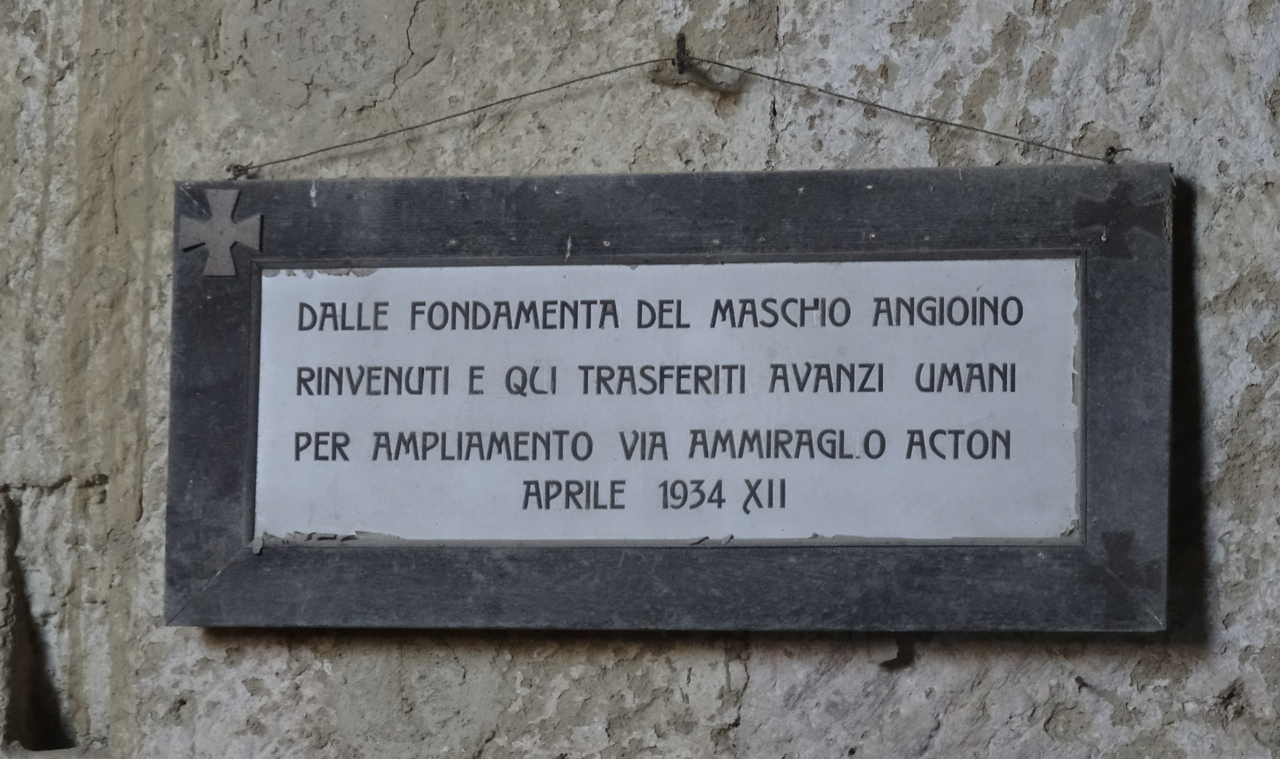 DALLE FONDAMENTA DEL MASCHIO ANGIOINO
RINVENUTI E QUI TRASFERITI AVANZI UMANI
PER AMPLIAMENTO VIA AMMIRAGLIO ACTON
APRILE 1934 XII